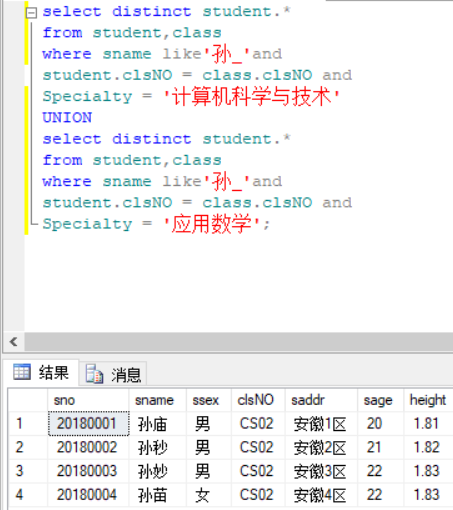 select distinct student.*
from student,class
where sname like'孙_'and
student.clsNO = class.clsNO and
Specialty = '计算机科学与技术'
UNION
select distinct student.*
from student,class
where sname like'孙_'and
student.clsNO = class.clsNO and
Specialty = '应用数学';
结果 消息
sno sname ssex clsNO saddr sage height
1 20180001 孙庙 男 CS02 安徽1区 20 1.81
2 20180002 孙秒 男 CS02 安徽2区 21 1.82
3 20180003 孙妙 男 CS02 安徽3区 22 1.83
4 20180004 孙苗 女 CS02 安徽4区 22 1.83